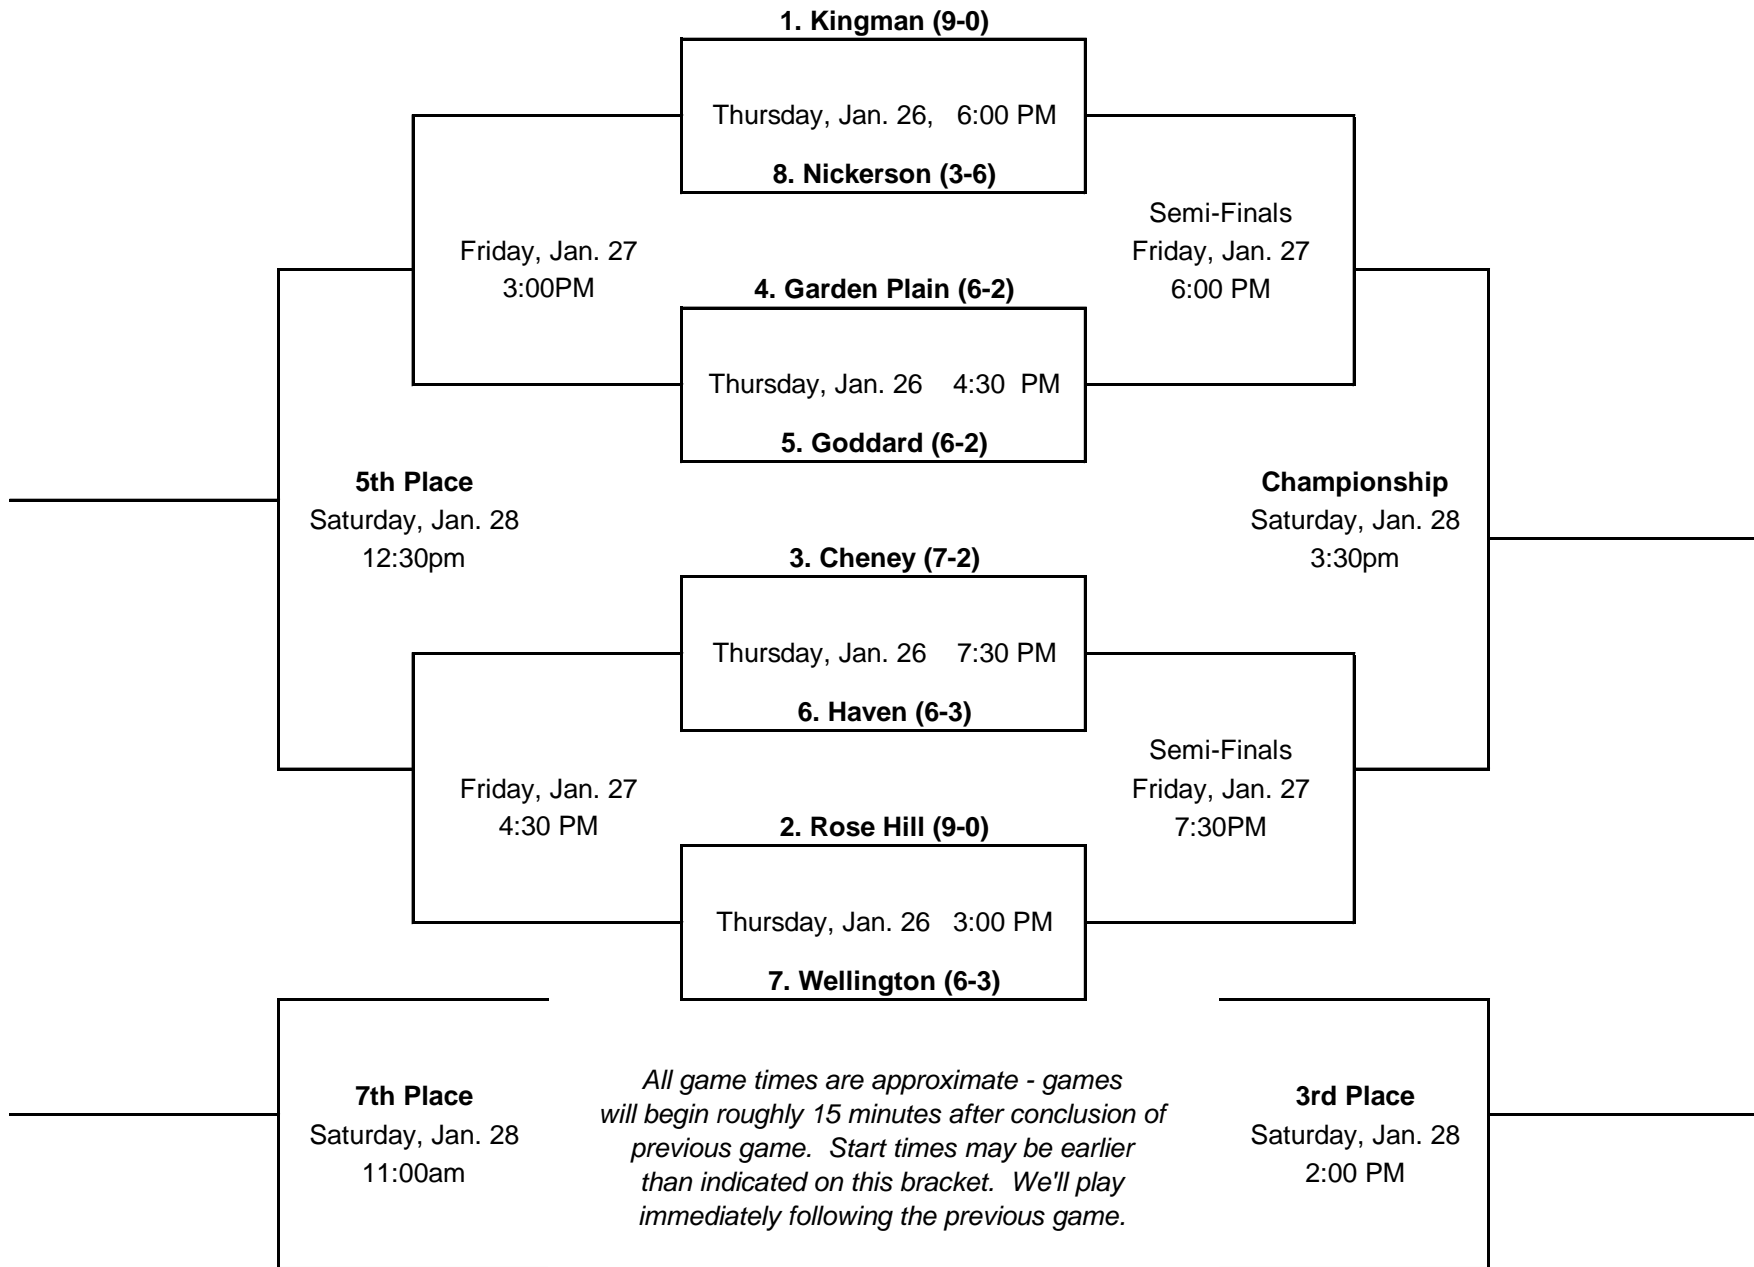 1. Kingman (9-0)
Thursday, Jan. 26,   6:00 PM
8. Nickerson (3-6)
Semi-Finals
Friday, Jan. 27
6:00 PM
Friday, Jan. 27
3:00PM
4. Garden Plain (6-2)
Thursday, Jan. 26    4:30  PM
5. Goddard (6-2)
5th Place
Saturday, Jan. 28
12:30pm
Championship
Saturday, Jan. 28
3:30pm
3. Cheney (7-2)
Thursday, Jan. 26    7:30 PM
6. Haven (6-3)
Semi-Finals
Friday, Jan. 27
7:30PM
Friday, Jan. 27
4:30 PM
2. Rose Hill (9-0)
Thursday, Jan. 26   3:00 PM
7. Wellington (6-3)
7th Place
Saturday, Jan. 28
11:00am
All game times are approximate - games
will begin roughly 15 minutes after conclusion of
previous game.  Start times may be earlier
than indicated on this bracket.  We'll play
immediately following the previous game.
3rd Place
Saturday, Jan. 28
2:00 PM